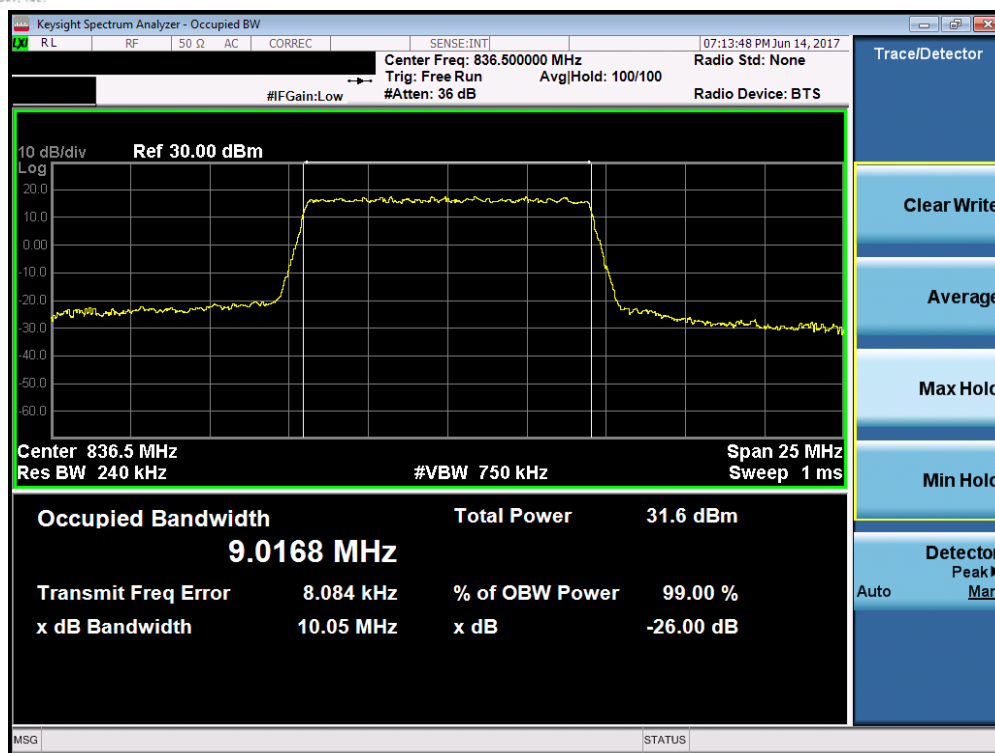 Keysight Spectrum Analyzer - Occupied BW
LXI RL RF 50 Ω AC CORREC SENSE:INT 07:13:48 PM Jun 14, 2017
Center Freq: 836.500000 MHz Radio Std: None
Trig: Free Run Avg|Hold: 100/100
#IFGain:Low #Atten: 36 dB Radio Device: BTS
Trace/Detector
10 dB/div Ref 30.00 dBm
Log
20.0
10.0
0.00
-10.0
-20.0
-30.0
-40.0
-50.0
-60.0
Center 836.5 MHz Span 25 MHz
Res BW 240 kHz #VBW 750 kHz Sweep 1 ms
Occupied Bandwidth Total Power 31.6 dBm
9.0168 MHz
Transmit Freq Error 8.084 kHz % of OBW Power 99.00 %
x dB Bandwidth 10.05 MHz x dB -26.00 dB
Clear Write
Average
Max Hold
Min Hold
Detector
Peak
Auto Man
MSG STATUS